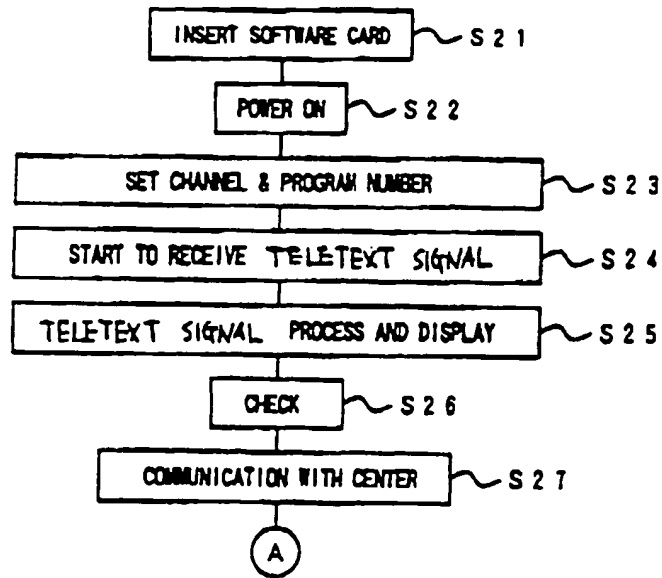 INSERT SOFTWARE CARD S21
POWER ON S22
SET CHANNEL & PROGRAM NUMBER S23
START TO RECEIVE TELETEXT SIGNAL S24
TELETEXT SIGNAL PROCESS AND DISPLAY S25
CHECK S26
COMMUNICATION WITH CENTER S27
A